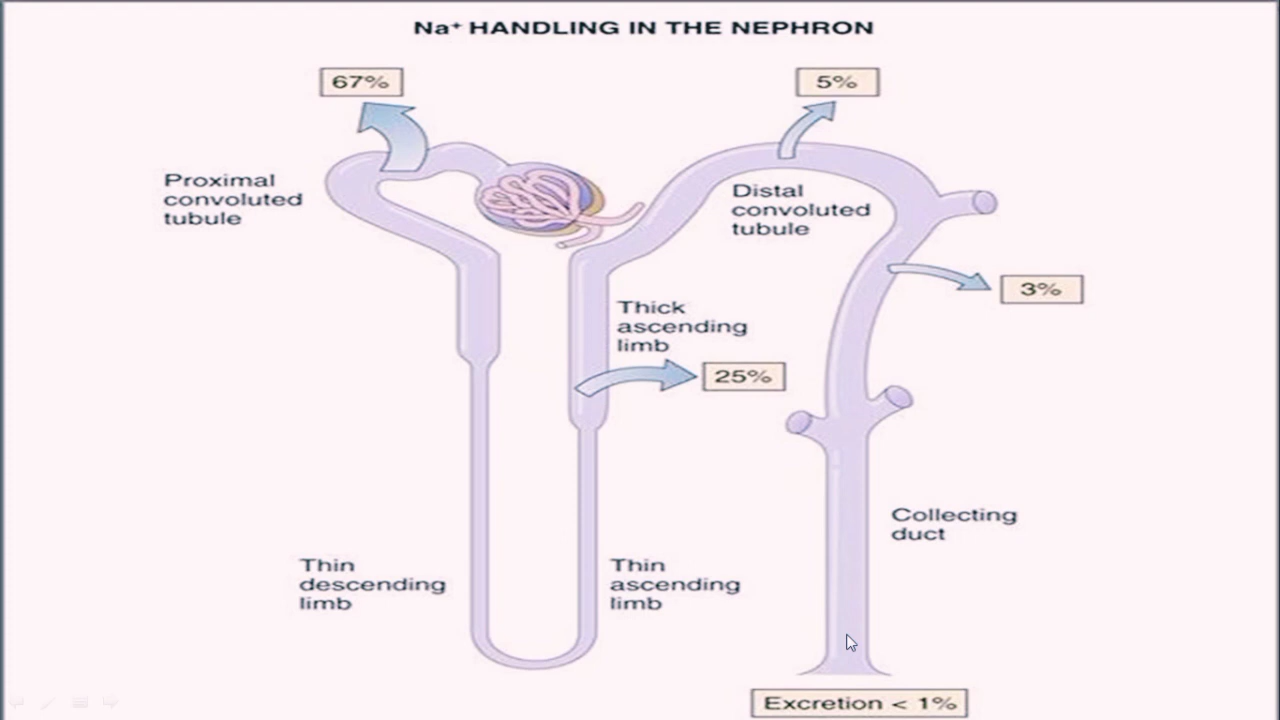 Na⁺ HANDLING IN THE NEPHRON
67%
5%
Proximal
convoluted
tubule
Distal
convoluted
tubule
3%
Thick
ascending
limb
25%
Collecting
duct
Thin
descending
limb
Thin
ascending
limb
Excretion < 1%